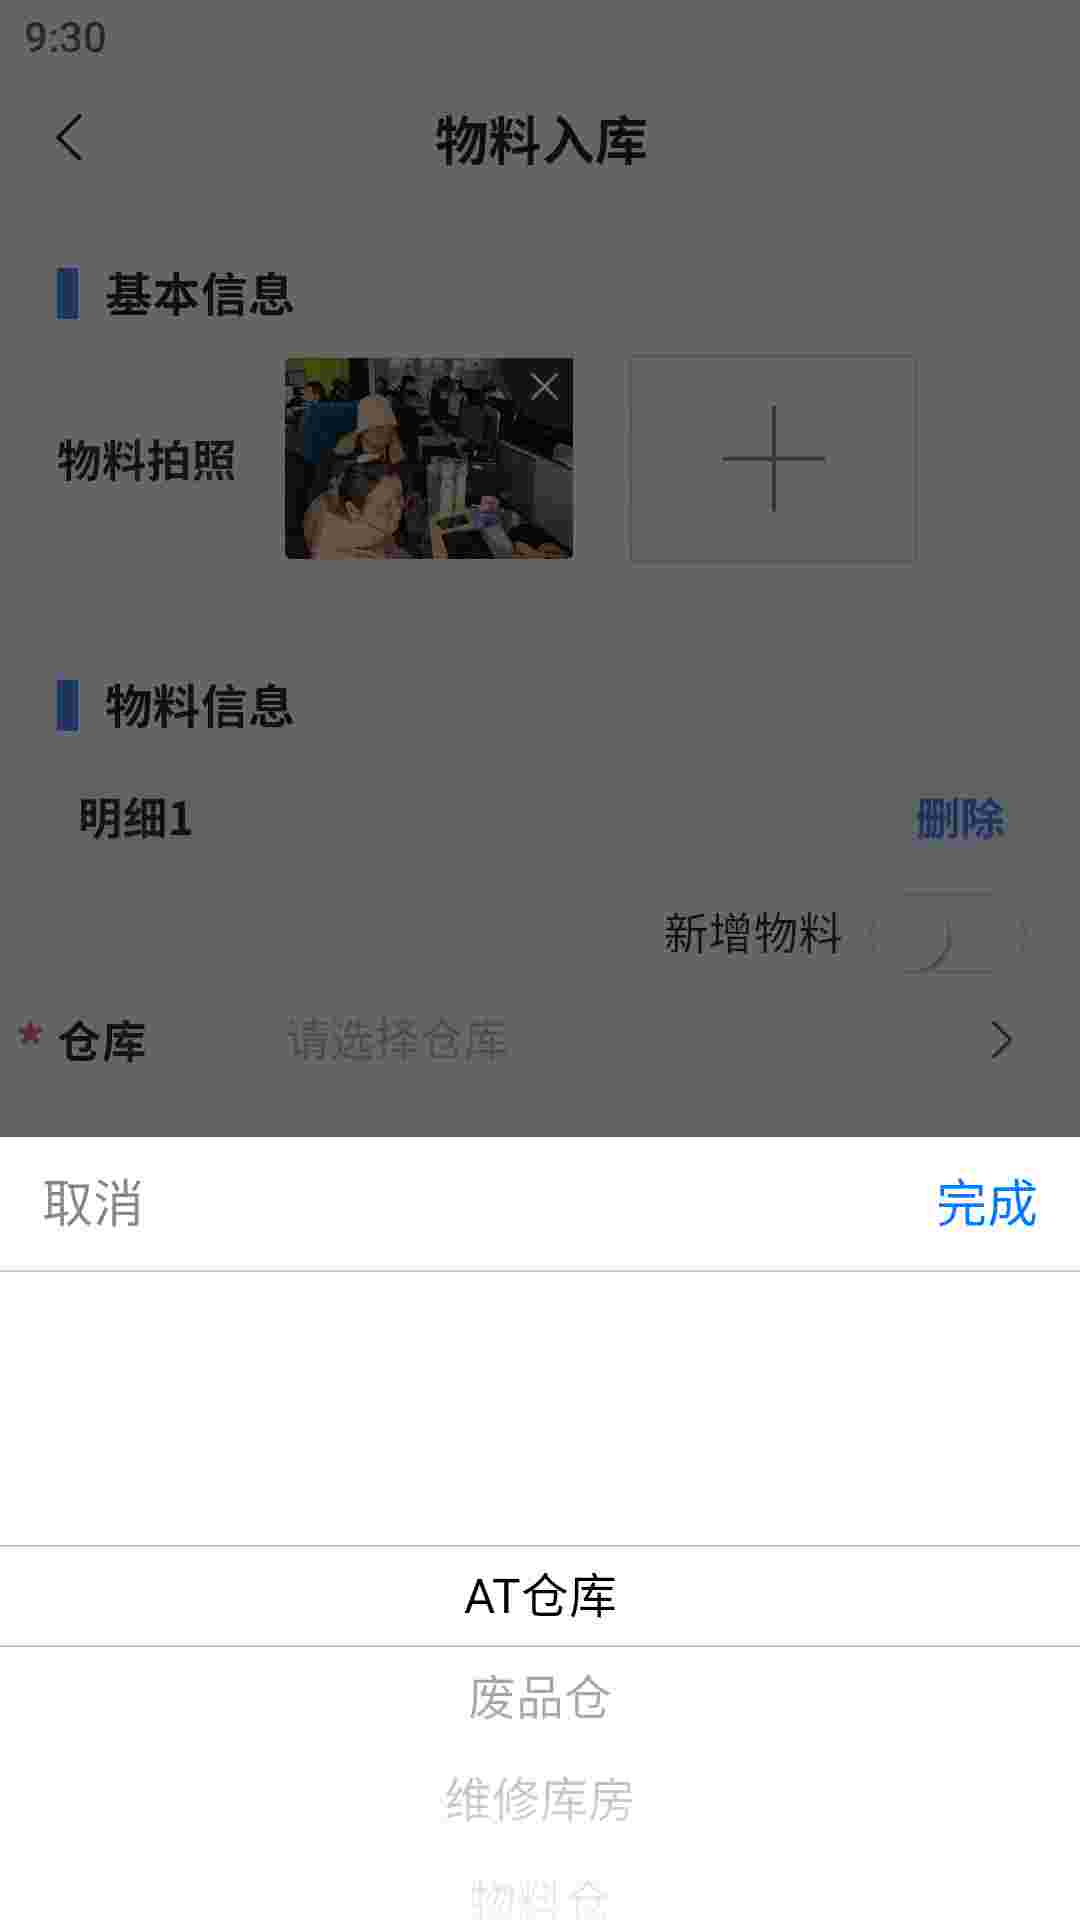 9:30
物料入库
基本信息
物料拍照
物料信息
明细1
删除
新增物料
* 仓库
请选择仓库
取消
完成
AT仓库
废品仓
维修库房
物料仓